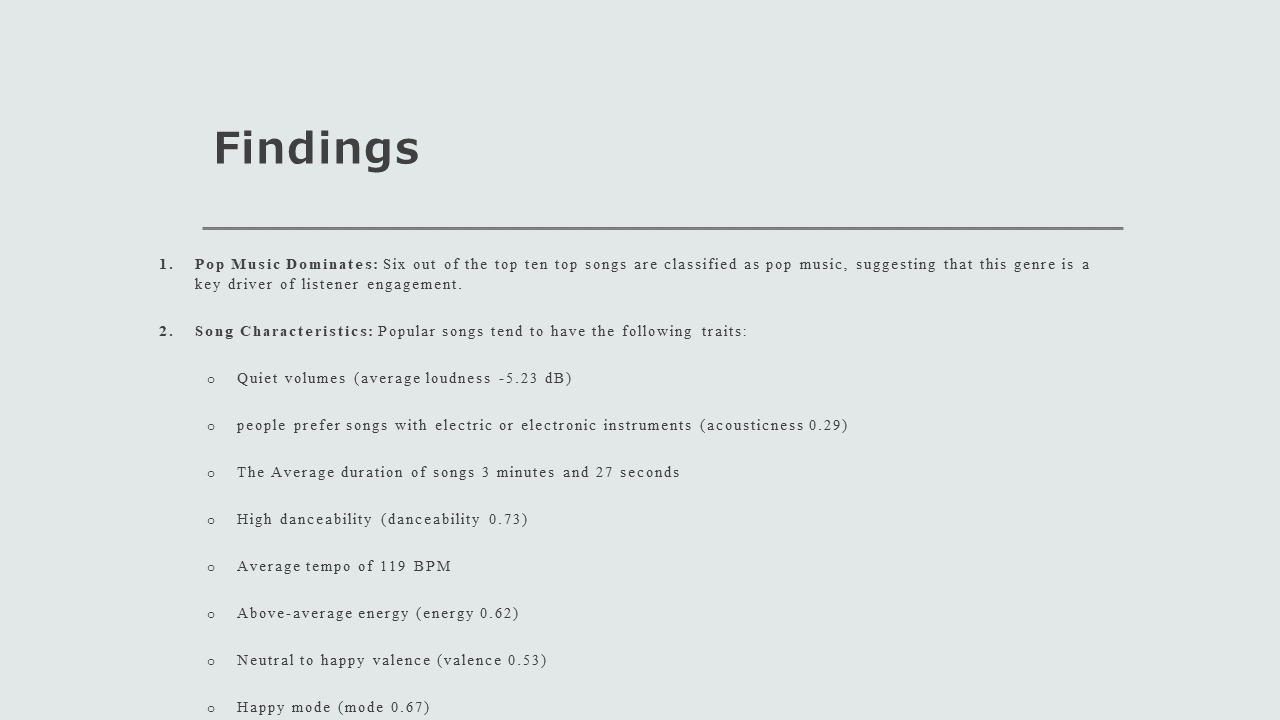 Findings
1. Pop Music Dominates: Six out of the top ten top songs are classified as pop music, suggesting that this genre is a
key driver of listener engagement.
2. Song Characteristics: Popular songs tend to have the following traits:
o Quiet volumes (average loudness -5.23 dB)
o people prefer songs with electric or electronic instruments (acousticness 0.29)
o The Average duration of songs 3 minutes and 27 seconds
o High danceability (danceability 0.73)
o Average tempo of 119 BPM
o Above-average energy (energy 0.62)
o Neutral to happy valence (valence 0.53)
o Happy mode (mode 0.67)